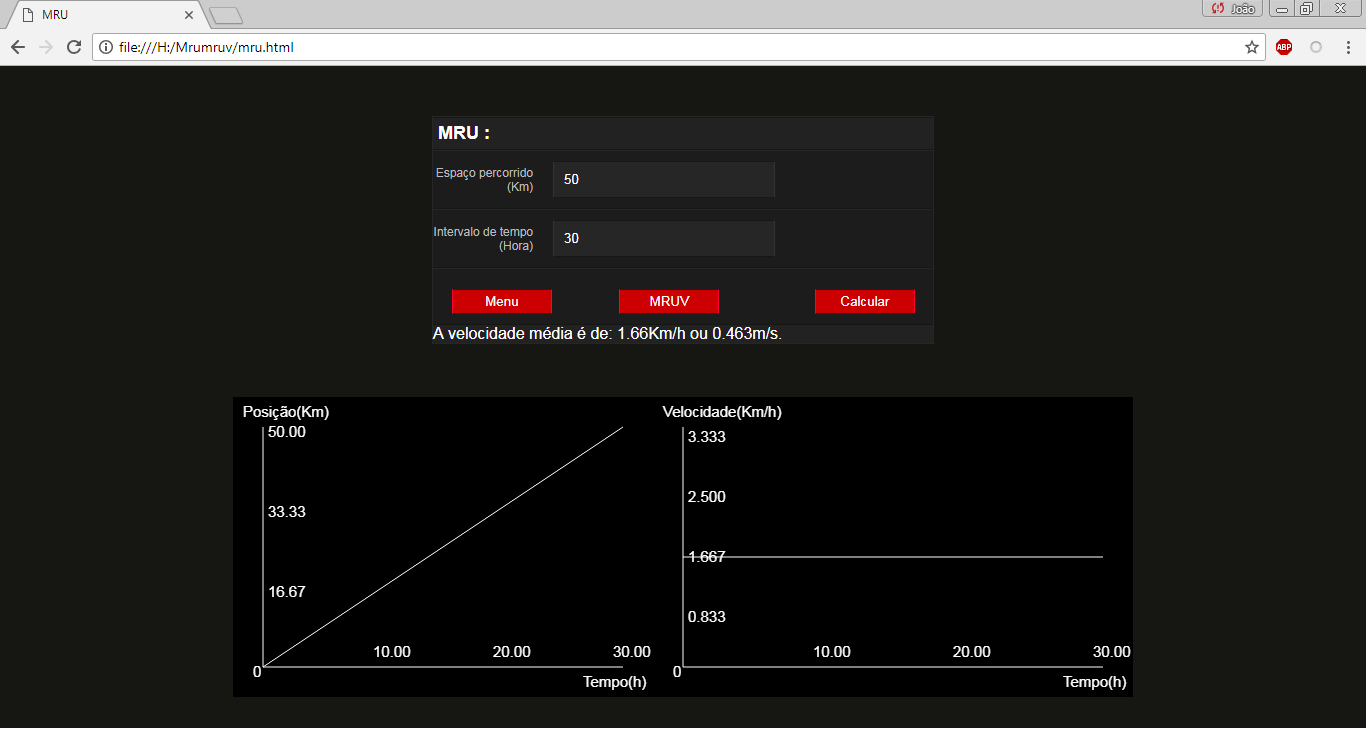 MRU
João
file:///H:/Mrumruv/mru.html
ABP
MRU :
Espaço percorrido
(Km)
50
Intervalo de tempo
(Hora)
30
Menu
MRUV
Calcular
A velocidade média é de: 1.66Km/h ou 0.463m/s.
Posição(Km)
50.00
33.33
16.67
10.00
20.00
30.00
0
Tempo(h)
Velocidade(Km/h)
3.333
2.500
1.667
0.833
10.00
20.00
30.00
0
Tempo(h)